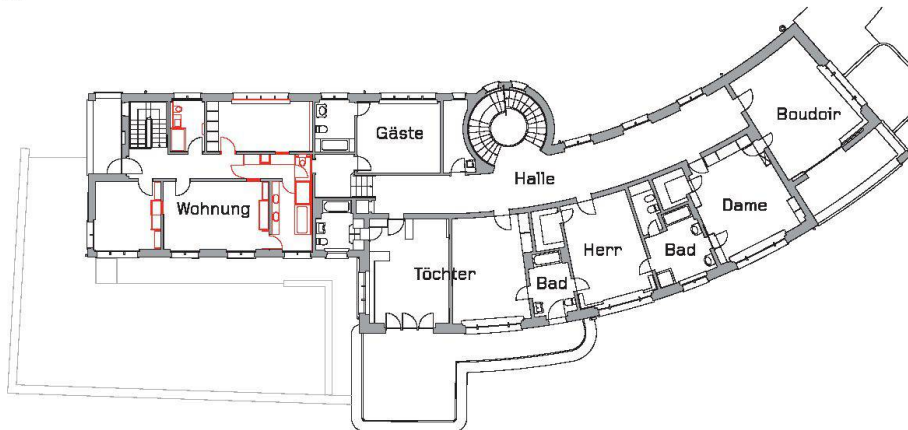 Boudoir
Gäste
Halle
Wohnung
Dame
Herr
Bad
Töchter
Bad